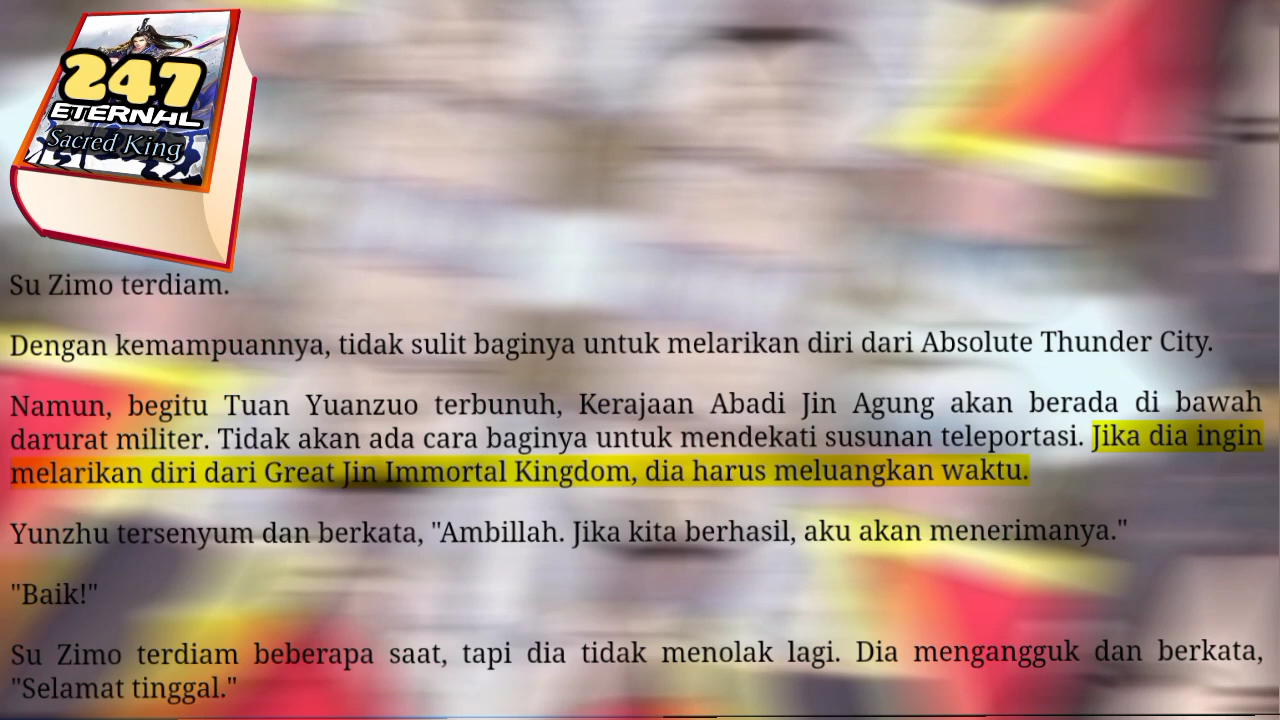 247
ETERNAL
Sacred King
Su Zimo terdiam.
Dengan kemampuannya, tidak sulit baginya untuk melarikan diri dari Absolute Thunder City.
Namun, begitu Tuan Yuanzuo terbunuh, Kerajaan Abadi Jin Agung akan berada di bawah
darurat militer. Tidak akan ada cara baginya untuk mendekati susunan teleportasi. Jika dia ingin
melarikan diri dari Great Jin Immortal Kingdom, dia harus meluangkan waktu.
Yunzhu tersenyum dan berkata, "Ambillah. Jika kita berhasil, aku akan menerimanya."
"Baik!"
Su Zimo terdiam beberapa saat, tapi dia tidak menolak lagi. Dia mengangguk dan berkata,
"Selamat tinggal."